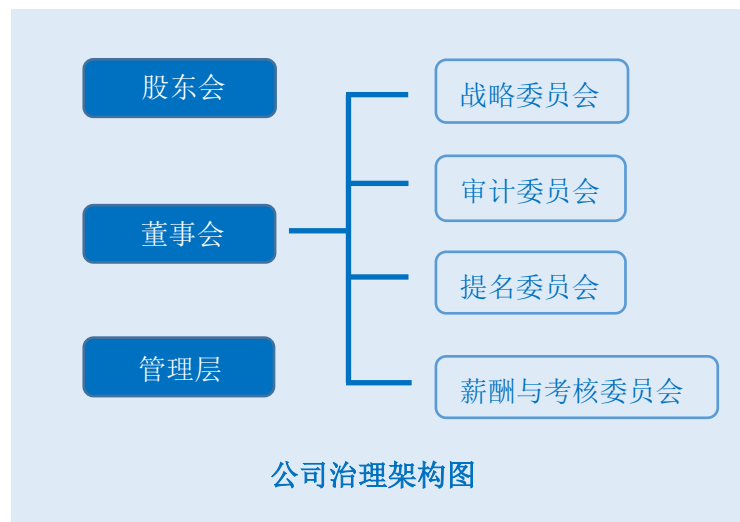 股东会
董事会
管理层
战略委员会
审计委员会
提名委员会
薪酬与考核委员会
公司治理架构图